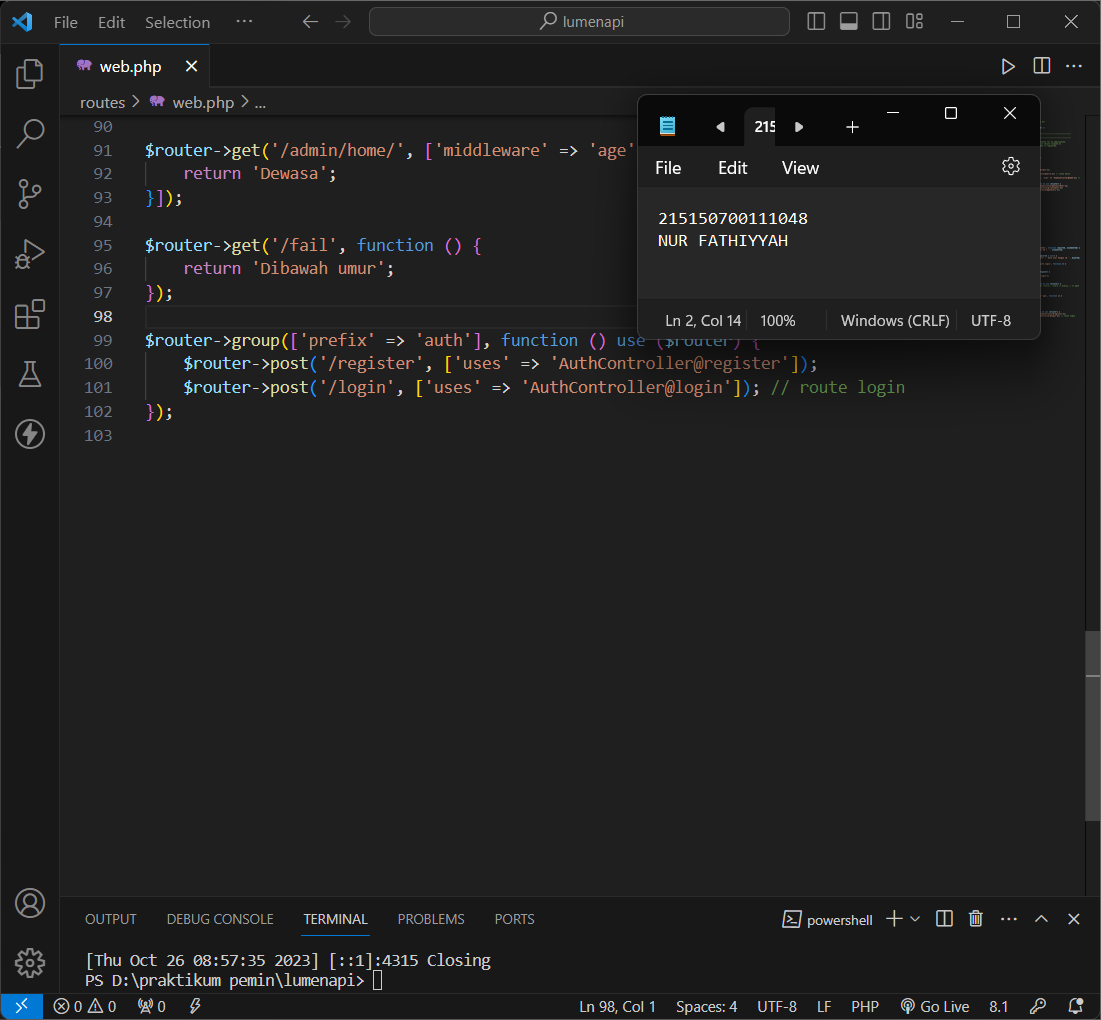 File Edit Selection ··· lumenapi
web.php
routes > web.php > ...
90
91 $router->get('/admin/home/', ['middleware' => 'age'
92     return 'Dewasa';
93 }]);
94
95 $router->get('/fail', function () {
96     return 'Dibawah umur';
97 });
98
99 $router->group(['prefix' => 'auth'], function () use ($router) {
100     $router->post('/register', ['uses' => 'AuthController@register']);
101     $router->post('/login', ['uses' => 'AuthController@login']); // route login
102 });
103
215
File Edit View
215150700111048
NUR FATHIYYAH
Ln 2, Col 14 100% Windows (CRLF) UTF-8
OUTPUT DEBUG CONSOLE TERMINAL PROBLEMS PORTS powershell
[Thu Oct 26 08:57:35 2023] [::1]:4315 Closing
PS D:\praktikum pemin\lumenapi>
0 0 0 Ln 98, Col 1 Spaces: 4 UTF-8 LF PHP Go Live 8.1